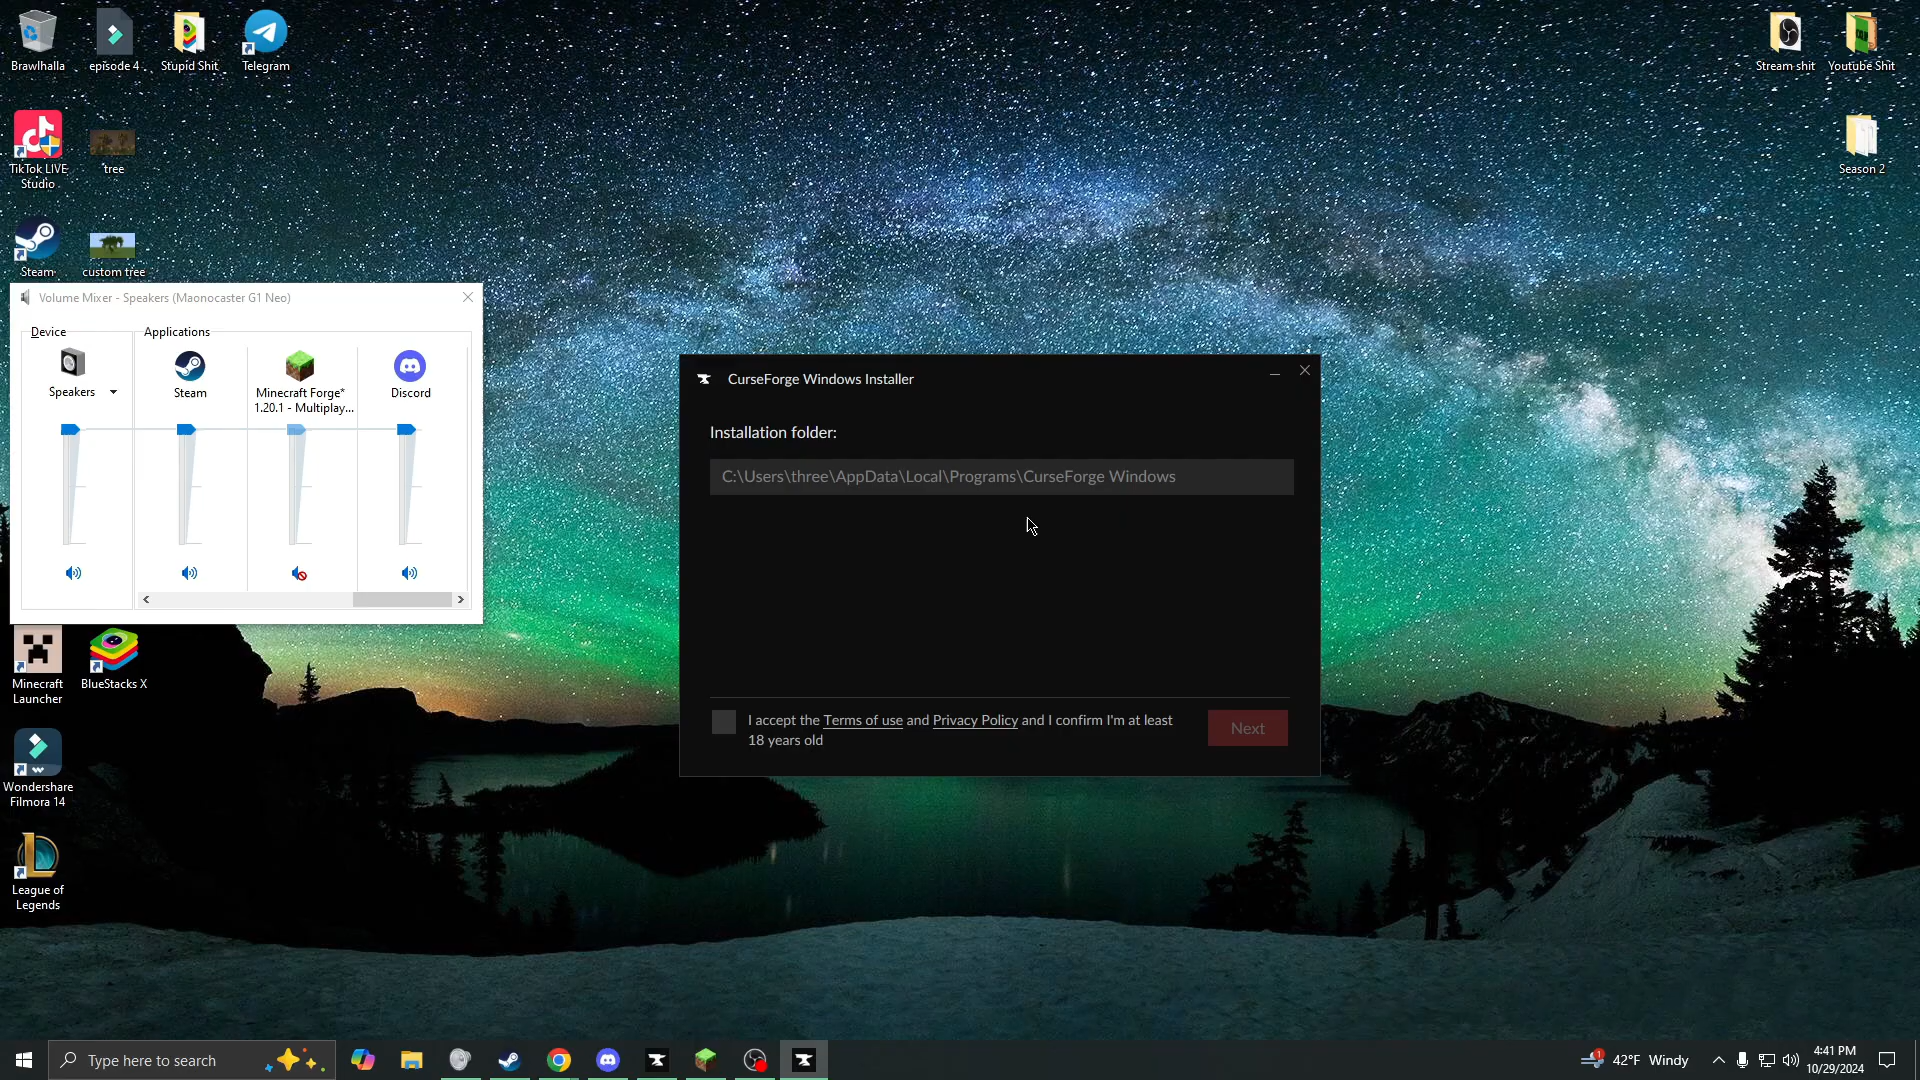 Brawlhalla
episode 4
Stupid Shit
Telegram
Stream shit
Youtube Shit
TikTok LIVE
Studio
tree
Season 2
Steam
custom tree
Volume Mixer - Speakers (Maonocaster G1 Neo)
Device
Applications
Speakers
Steam
Minecraft Forge*
1.20.1 - Multiplay...
Discord
CurseForge Windows Installer
Installation folder:
C:\Users\three\AppData\Local\Programs\CurseForge Windows
I accept the Terms of use and Privacy Policy and I confirm I'm at least
18 years old
Next
Minecraft
Launcher
BlueStacks X
Wondershare
Filmora 14
League of
Legends
Type here to search
1
42°F Windy
4:41 PM
10/29/2024